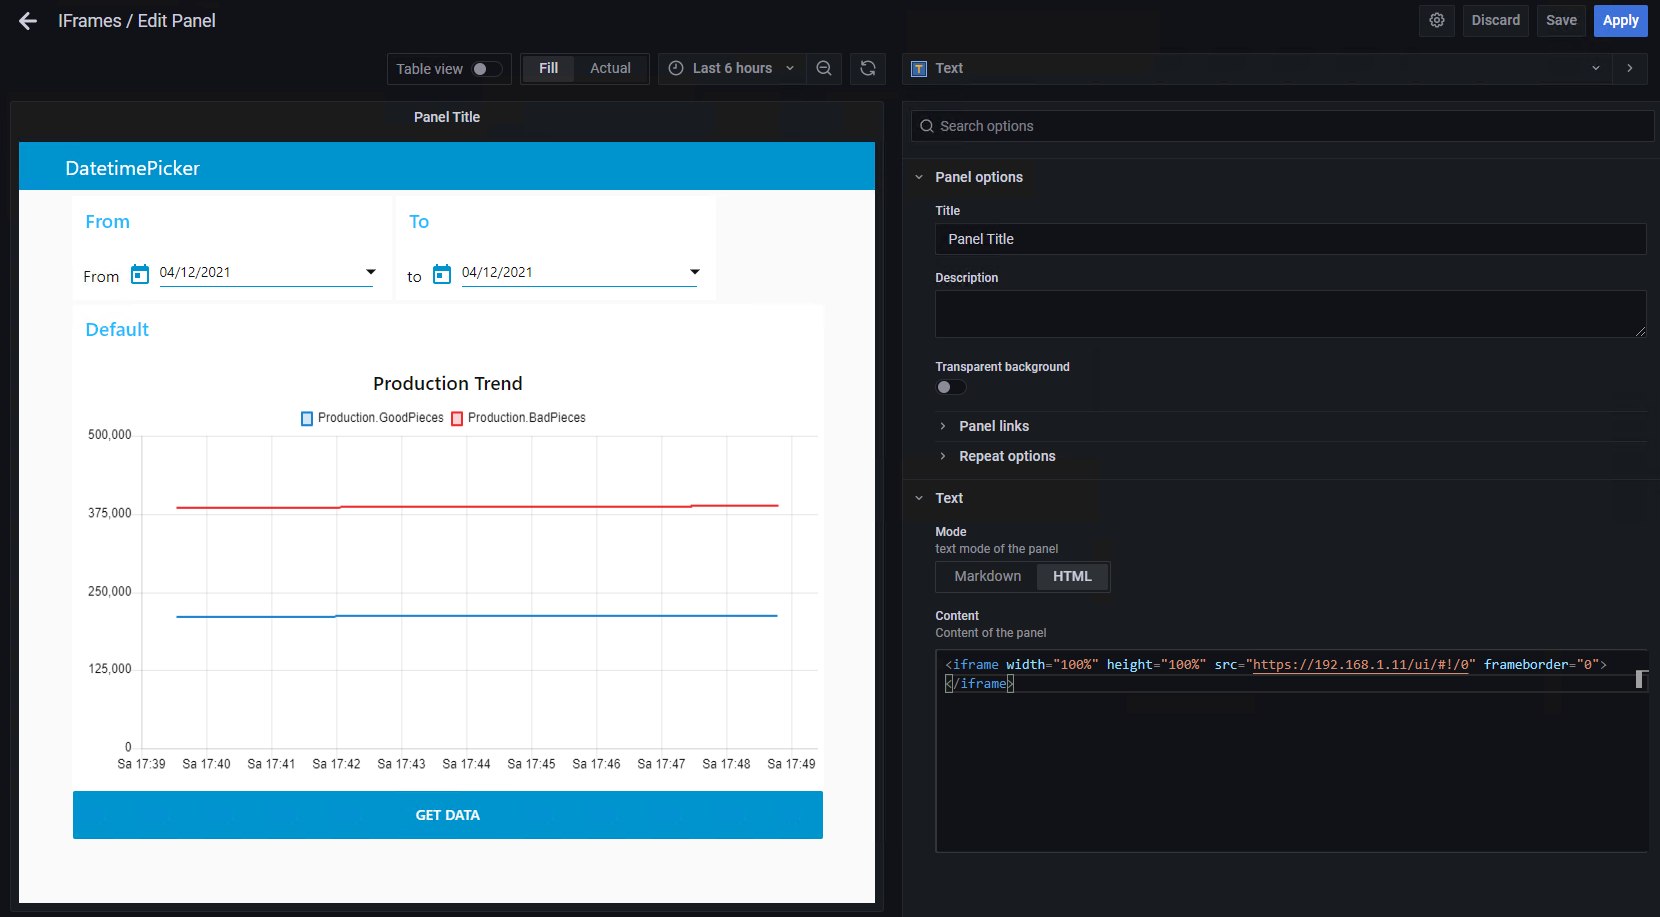 IFrames / Edit Panel
Discard
Save
Apply
Table view
Fill
Actual
Last 6 hours
Text
Panel Title
DatetimePicker
From
To
From
04/12/2021
to
04/12/2021
Default
Production Trend
Production.GoodPieces
Production.BadPieces
500,000
375,000
250,000
125,000
0
Sa 17:39
Sa 17:40
Sa 17:41
Sa 17:42
Sa 17:43
Sa 17:44
Sa 17:45
Sa 17:46
Sa 17:47
Sa 17:48
Sa 17:49
GET DATA
Search options
Panel options
Title
Panel Title
Description
Transparent background
Panel links
Repeat options
Text
Mode
text mode of the panel
Markdown
HTML
Content
Content of the panel
<iframe width="100%" height="100%" src="https://192.168.1.11/ui/#!/0" frameborder="0">
</iframe>